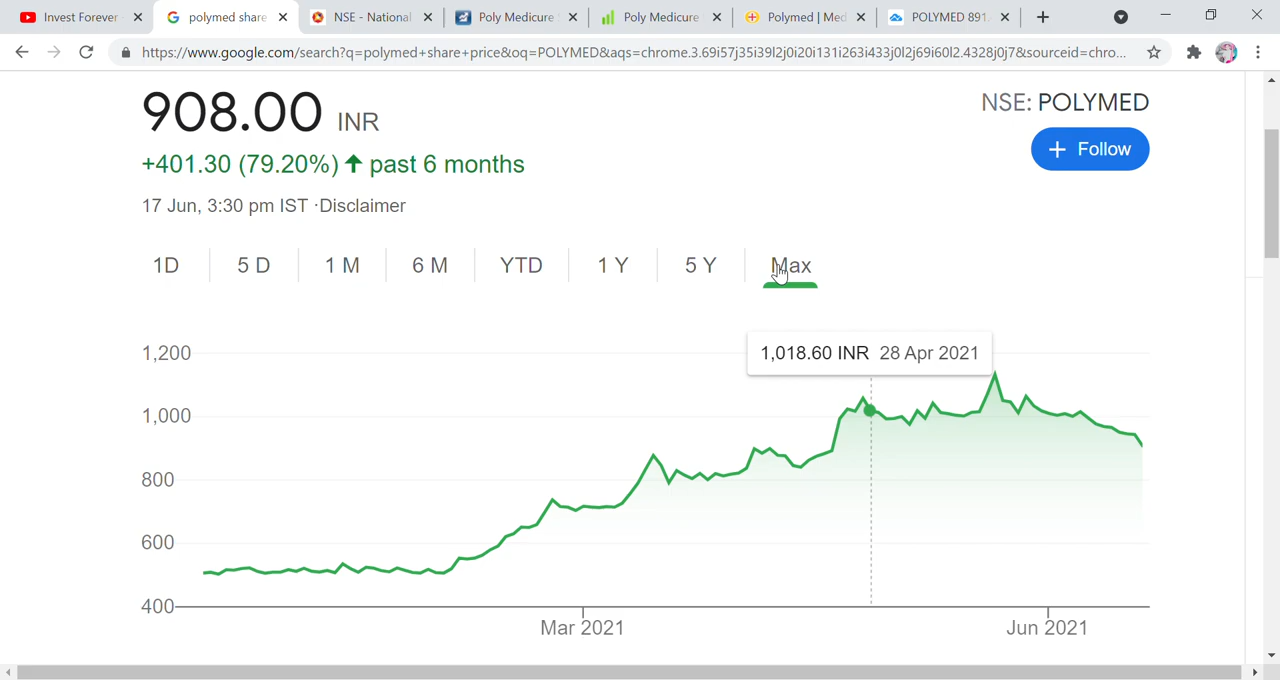 Invest Forever
polymed share
NSE - National
Poly Medicure
Poly Medicure
Polymed | Med
POLYMED 891.
https://www.google.com/search?q=polymed+share+price&oq=POLYMED&aqs=chrome.3.69i57j35i39l2j0i20i131i263i433j0l2j69i60l2.4328j0j7&sourceid=chro...
908.00 INR
NSE: POLYMED
+401.30 (79.20%) ↑ past 6 months
+ Follow
17 Jun, 3:30 pm IST ·Disclaimer
1D 5 D 1 M 6 M YTD 1 Y 5 Y Max
1,200
1,018.60 INR 28 Apr 2021
1,000
800
600
400
Mar 2021 Jun 2021